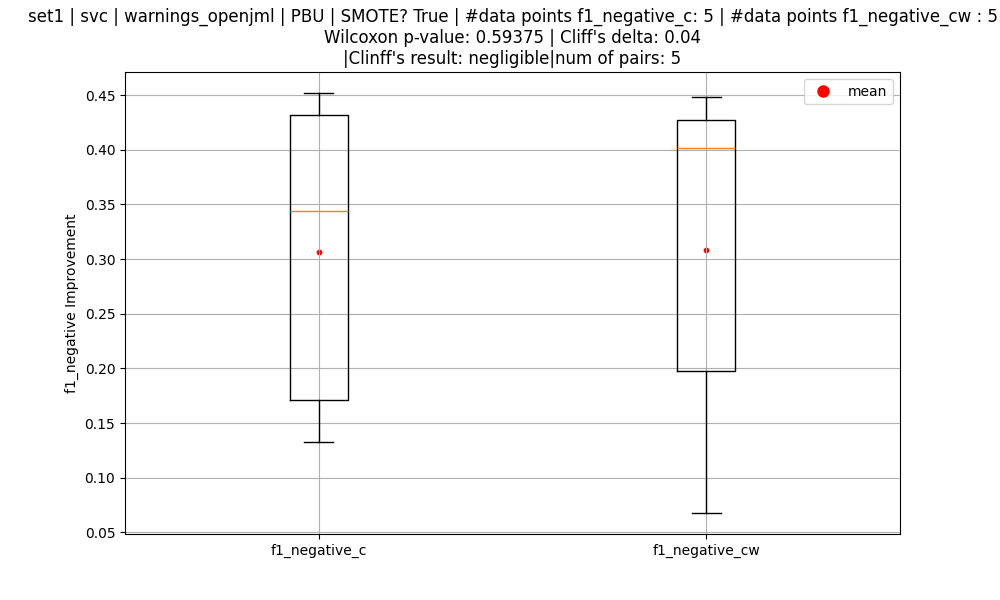 set1 | svc | warnings_openjml | PBU | SMOTE? True | #data points f1_negative_c: 5 | #data points f1_negative_cw : 5
Wilcoxon p-value: 0.59375 | Cliff's delta: 0.04
|Clinff's result: negligible|num of pairs: 5
mean
0.45
0.40
0.35
0.30
0.25
0.20
0.15
0.10
0.05
f1_negative Improvement
f1_negative_c
f1_negative_cw